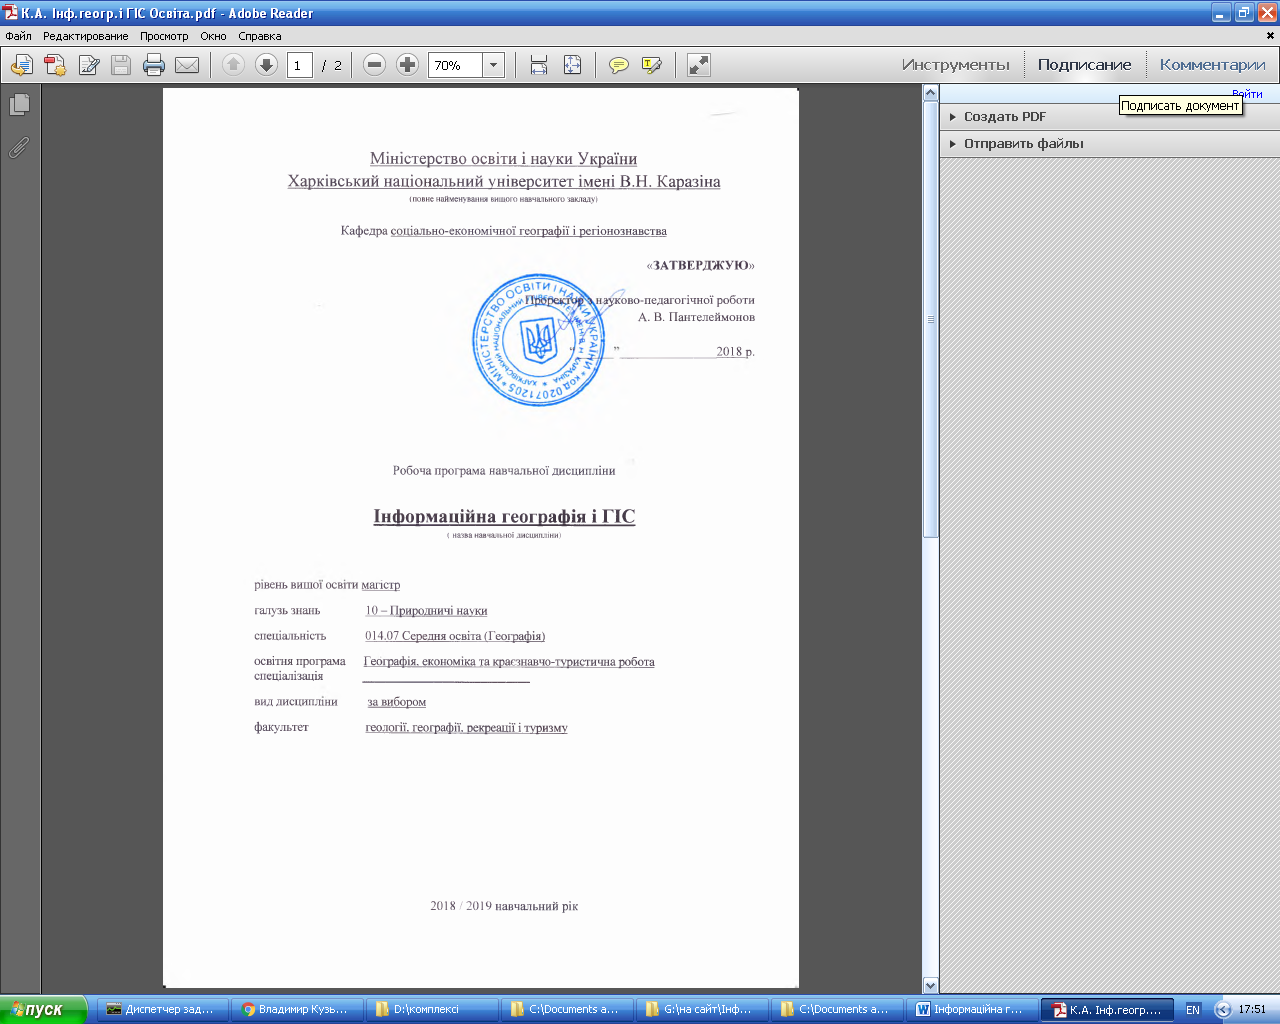 К.А. Інф.геогр.і ГІС Освіта.pdf - Adobe Reader
Файл Редактирование Просмотр Окно Справка
1 / 2 70% Инструменты Подписание Комментарии
Войти
Подписать документ
Создать PDF
Отправить файлы
Міністерство освіти і науки України
Харківський національний університет імені В.Н. Каразіна
(повне найменування вищого навчального закладу)
Кафедра соціально-економічної географії і регіонознавства
«ЗАТВЕРДЖУЮ»
Проректор з науково-педагогічної роботи
А. В. Пантелеймонов
“ ” 2018 р.
МІНІСТЕРСТВО ОСВІТИ І НАУКИ УКРАЇНИ * код 02071205 *
Робоча програма навчальної дисципліни
Інформаційна географія і ГІС
( назва навчальної дисципліни)
рівень вищої освіти магістр
галузь знань 10 – Природничі науки
спеціальність 014.07 Середня освіта (Географія)
освітня програма Географія, економіка та краєзнавчо-туристична робота
спеціалізація
вид дисципліни за вибором
факультет геології, географії, рекреації і туризму
2018 / 2019 навчальний рік
пуск Диспетчер зад... Владимир Кузь... D:\комплексі C:\Documents a... G:\на сайт\Інф... C:\Documents a... Інформаційна г... К.А. Інф.геогр.... EN 17:51